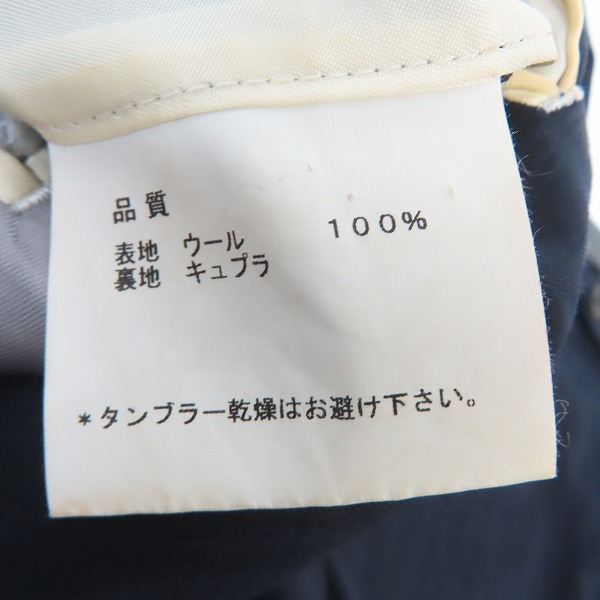 品質
表地 ウール 100%
裏地 キュプラ
*タンブラー乾燥はお避け下さい。